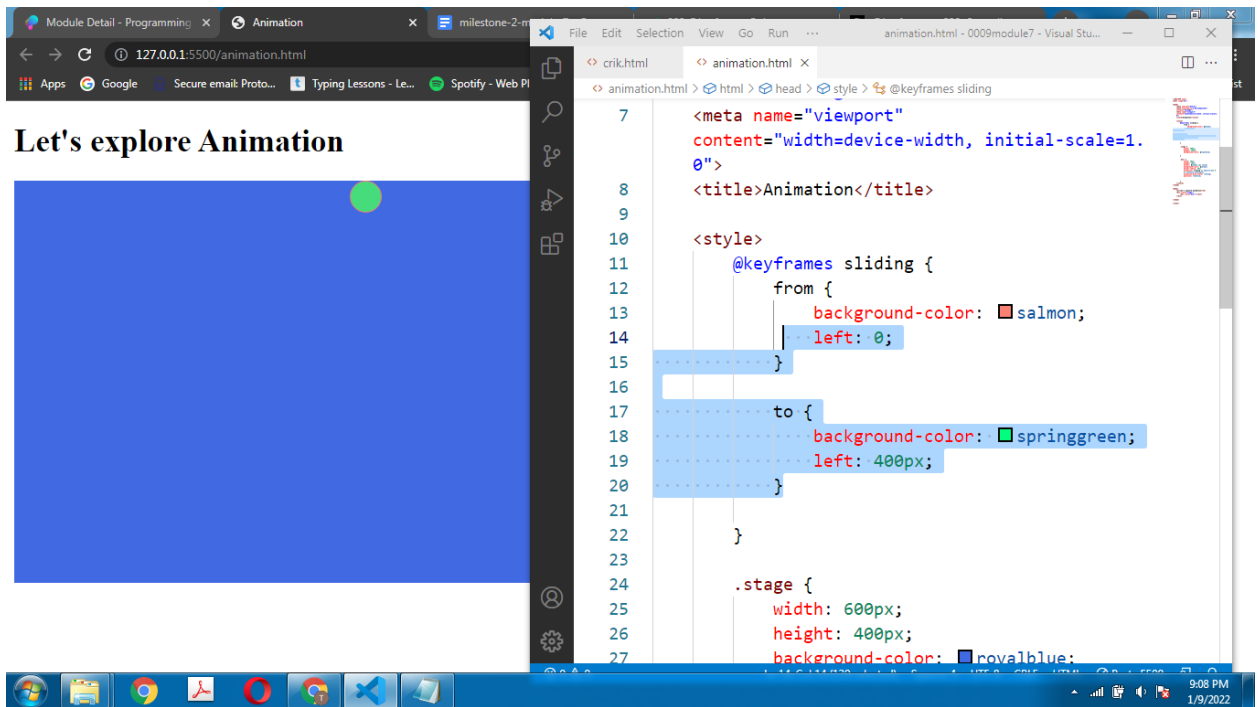 Module Detail - Programming
Animation
milestone-2-m
127.0.0.1:5500/animation.html
Apps
Google
Secure email: Proto...
Typing Lessons - Le...
Spotify - Web Pl
Let's explore Animation
File Edit Selection View Go Run ···
animation.html - 0009module7 - Visual Stu...
crik.html
animation.html
animation.html > html > head > style > @keyframes sliding
7 <meta name="viewport"
content="width=device-width, initial-scale=1.
0">
8 <title>Animation</title>
9
10 <style>
11 @keyframes sliding {
12 from {
13 background-color: salmon;
14 left: 0;
15 }
16
17 to {
18 background-color: springgreen;
19 left: 400px;
20 }
21
22 }
23
24 .stage {
25 width: 600px;
26 height: 400px;
27 background-color: royalblue;
9:08 PM
1/9/2022